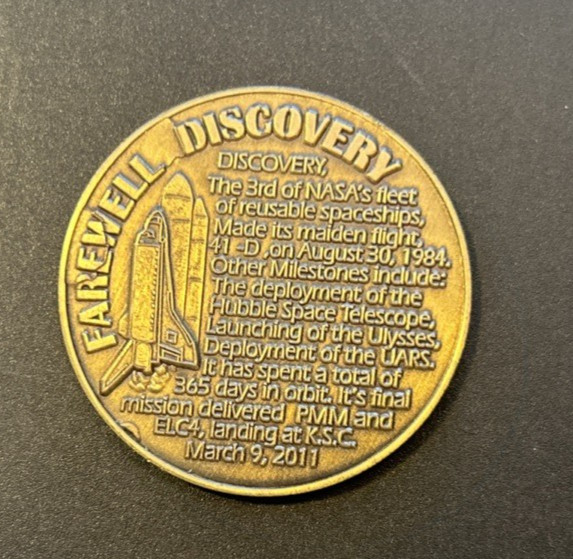 FAREWELL DISCOVERY
DISCOVERY,
The 3rd of NASA's fleet
of reusable spaceships,
Made its maiden flight,
41 -D ,on August 30, 1984.
Other Milestones include:
The deployment of the
Hubble Space Telescope,
Launching of the Ulysses,
Deployment of the UARS.
It has spent a total of
365 days in orbit. It's final
mission delivered PMM and
ELC4, landing at K.S.C.
March 9, 2011